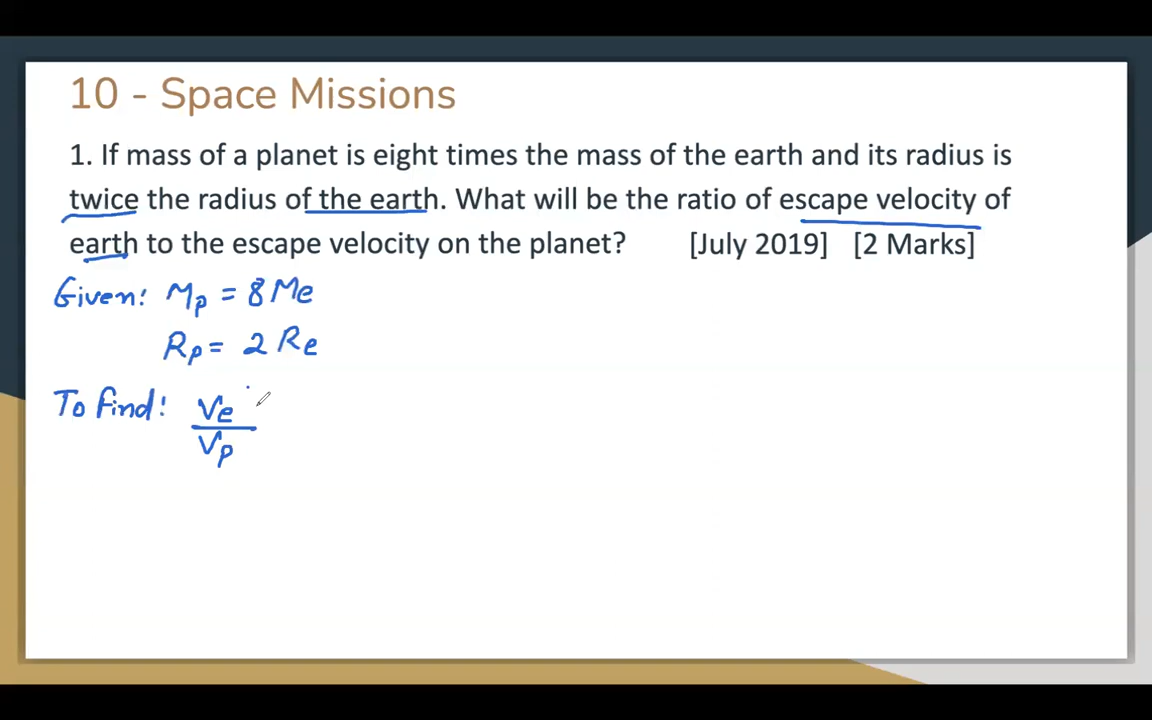 10 - Space Missions
1. If mass of a planet is eight times the mass of the earth and its radius is
twice the radius of the earth. What will be the ratio of escape velocity of
earth to the escape velocity on the planet? [July 2019] [2 Marks]
Given: Mp = 8 Me
Rp = 2 Re
To find: Ve
Vp